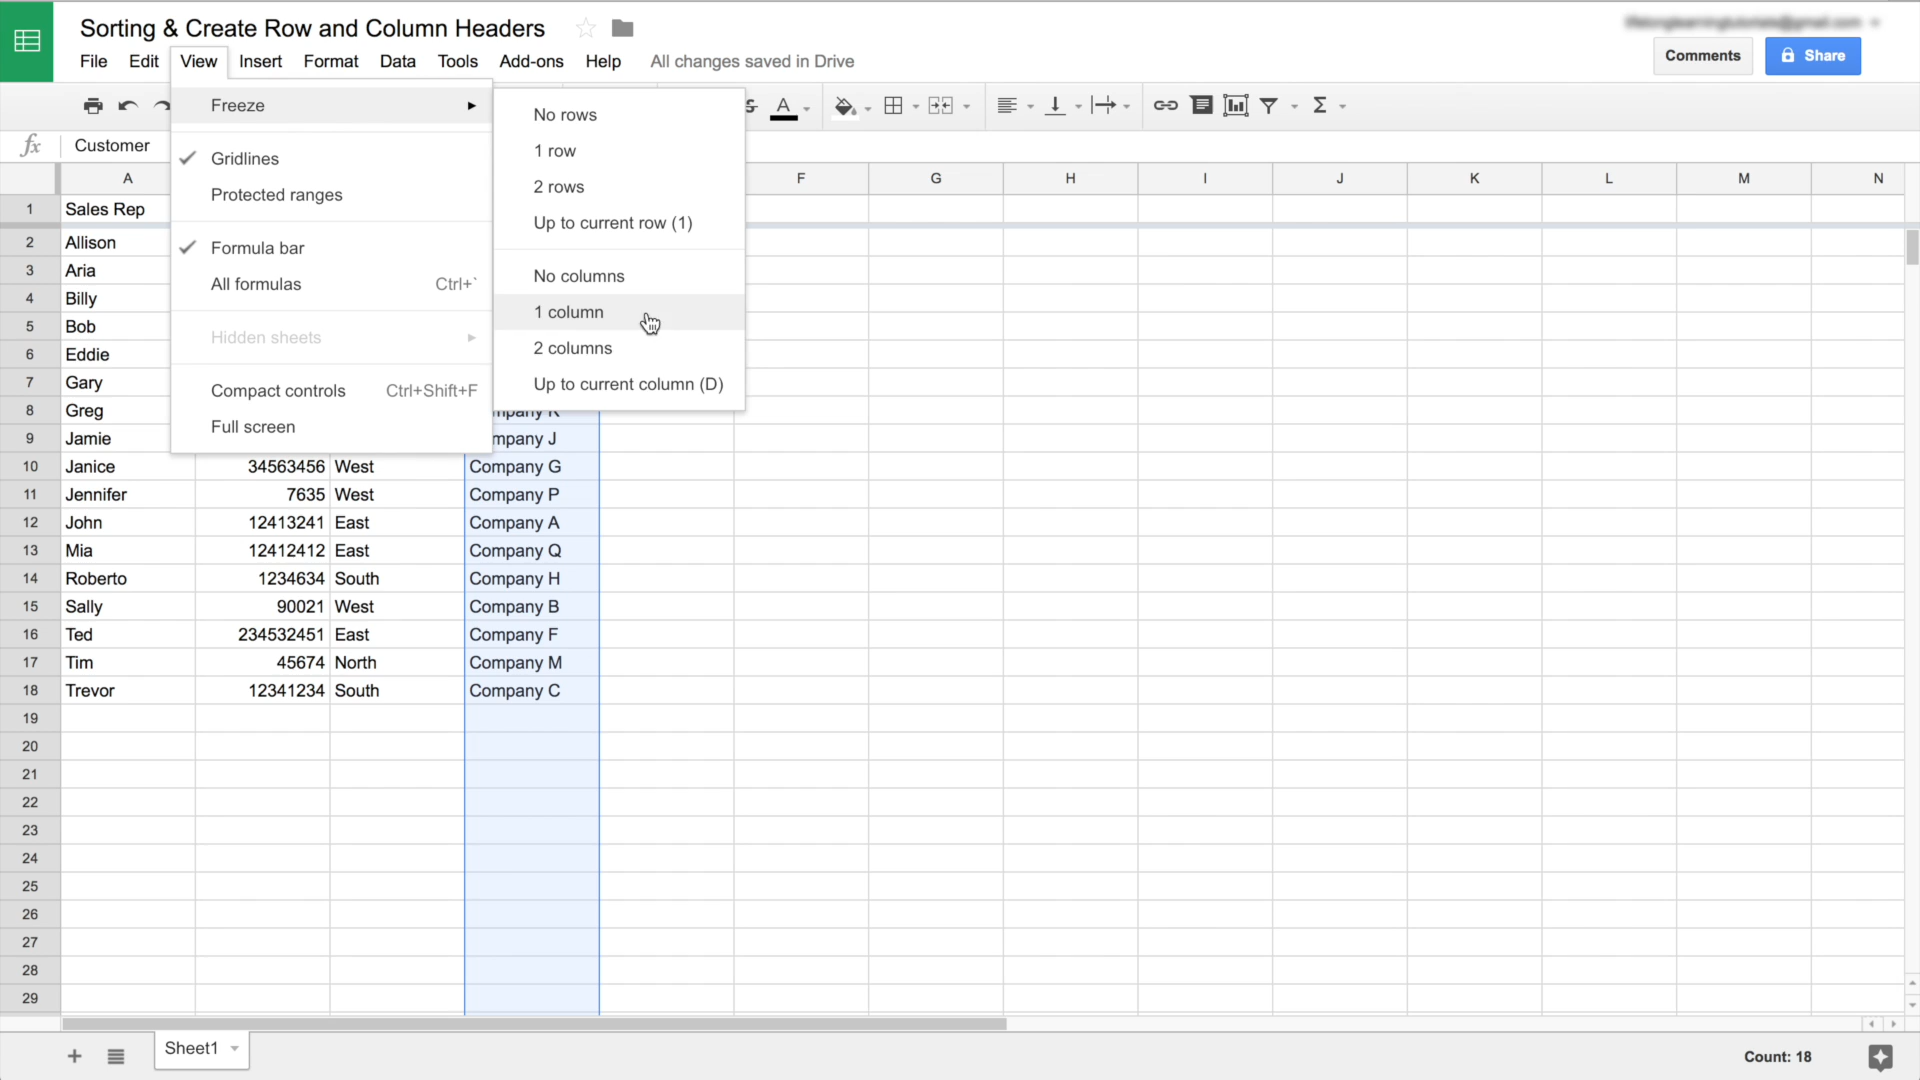 Sorting & Create Row and Column Headers
File Edit View Insert Format Data Tools Add-ons Help All changes saved in Drive
Comments
Share
fx Customer
Freeze
Gridlines
Protected ranges
Formula bar
All formulas Ctrl+`
Hidden sheets
Compact controls Ctrl+Shift+F
Full screen
No rows
1 row
2 rows
Up to current row (1)
No columns
1 column
2 columns
Up to current column (D)
A F G H I J K L M N
1 Sales Rep
2 Allison
3 Aria
4 Billy
5 Bob
6 Eddie
7 Gary
8 Greg
9 Jamie mpany J
10 Janice 34563456 West Company G
11 Jennifer 7635 West Company P
12 John 12413241 East Company A
13 Mia 12412412 East Company Q
14 Roberto 1234634 South Company H
15 Sally 90021 West Company B
16 Ted 234532451 East Company F
17 Tim 45674 North Company M
18 Trevor 12341234 South Company C
19
20
21
22
23
24
25
26
27
28
29
Sheet1
Count: 18